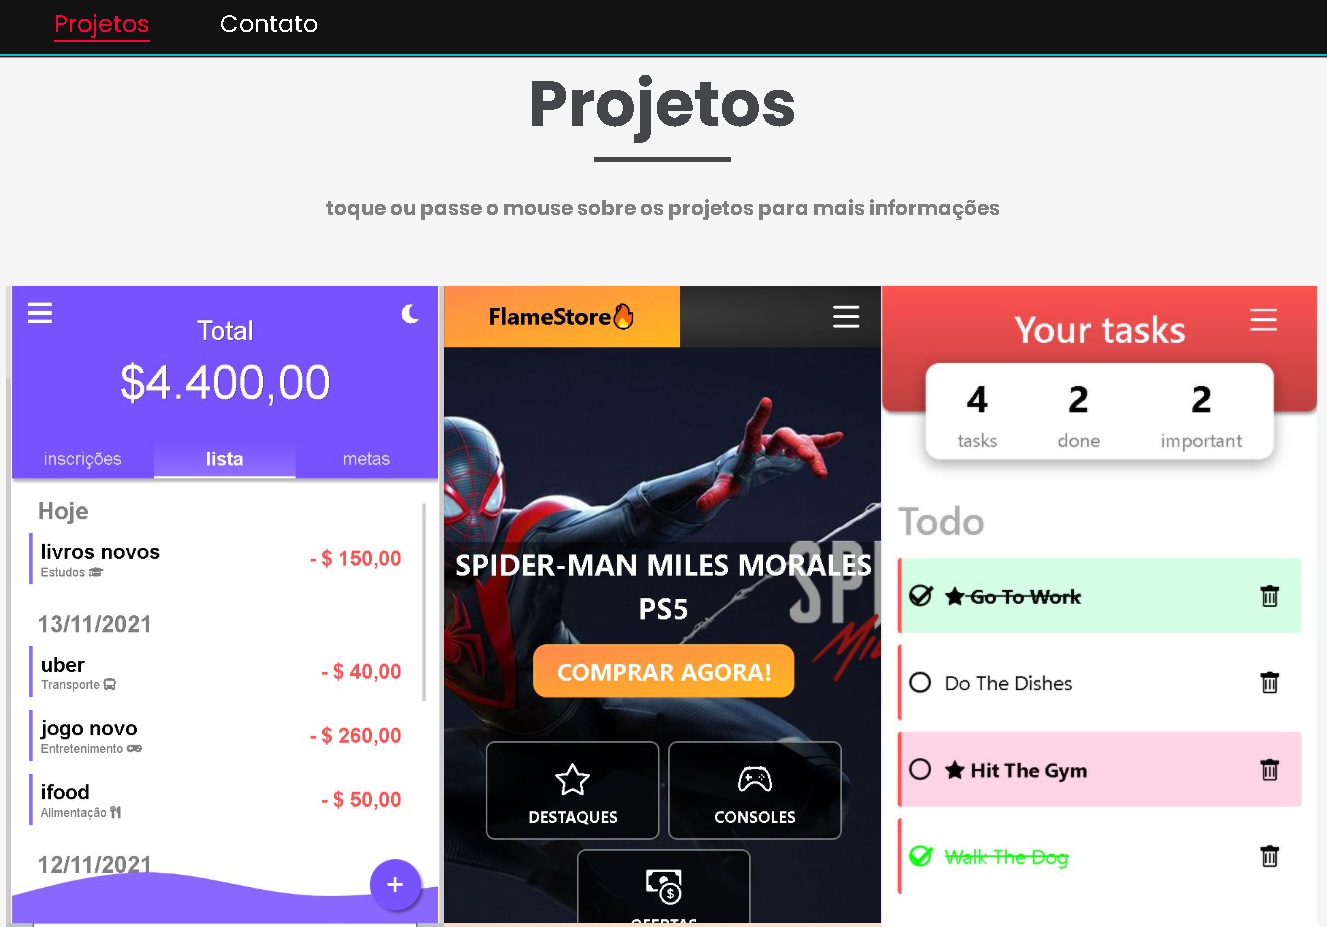 Projetos
Contato
Projetos
toque ou passe o mouse sobre os projetos para mais informações
Total
$4.400,00
inscrições
lista
metas
Hoje
livros novos
- $ 150,00
Estudos
13/11/2021
uber
- $ 40,00
Transporte
jogo novo
- $ 260,00
Entretenimento
ifood
- $ 50,00
Alimentação
12/11/2021
+
FlameStore
SPIDER-MAN MILES MORALES
PS5
COMPRAR AGORA!
DESTAQUES
CONSOLES
OFERTAS
Your tasks
4
2
2
tasks
done
important
Todo
Go To Work
Do The Dishes
Hit The Gym
Walk The Dog